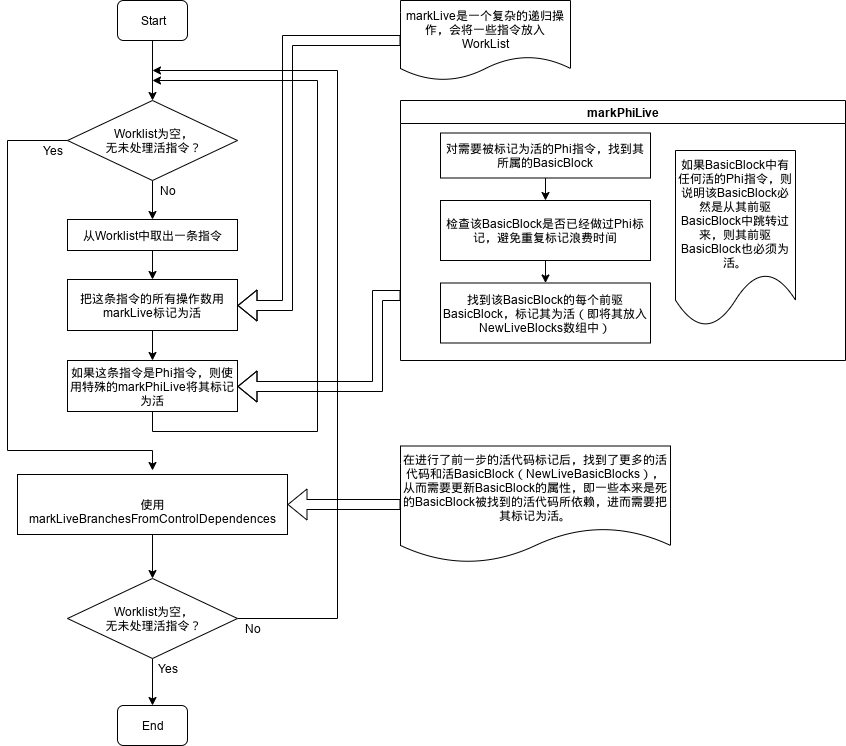 Start
markLive是一个复杂的递归操
作，会将一些指令放入
WorkList
Worklist为空，
无未处理活指令？
Yes
No
从Worklist中取出一条指令
把这条指令的所有操作数用
markLive标记为活
如果这条指令是Phi指令，则使
用特殊的markPhiLive将其标记
为活
markPhiLive
对需要被标记为活的Phi指令，找到其
所属的BasicBlock
检查该BasicBlock是否已经做过Phi标
记，避免重复标记浪费时间
找到该BasicBlock的每个前驱
BasicBlock，标记其为活（即将其放入
NewLiveBlocks数组中）
如果BasicBlock中有
任何活的Phi指令，则
说明该BasicBlock必
然是从其前驱
BasicBlock中跳转过
来，则其前驱
BasicBlock也必须为
活。
使用
markLiveBranchesFromControlDependences
在进行了前一步的活代码标记后，找到了更多的活
代码和活BasicBlock（NewLiveBasicBlocks），
从而需要更新BasicBlock的属性，即一些本来是死
的BasicBlock被找到的活代码所依赖，进而需要把
其标记为活。
Worklist为空，
无未处理活指令？
No
Yes
End